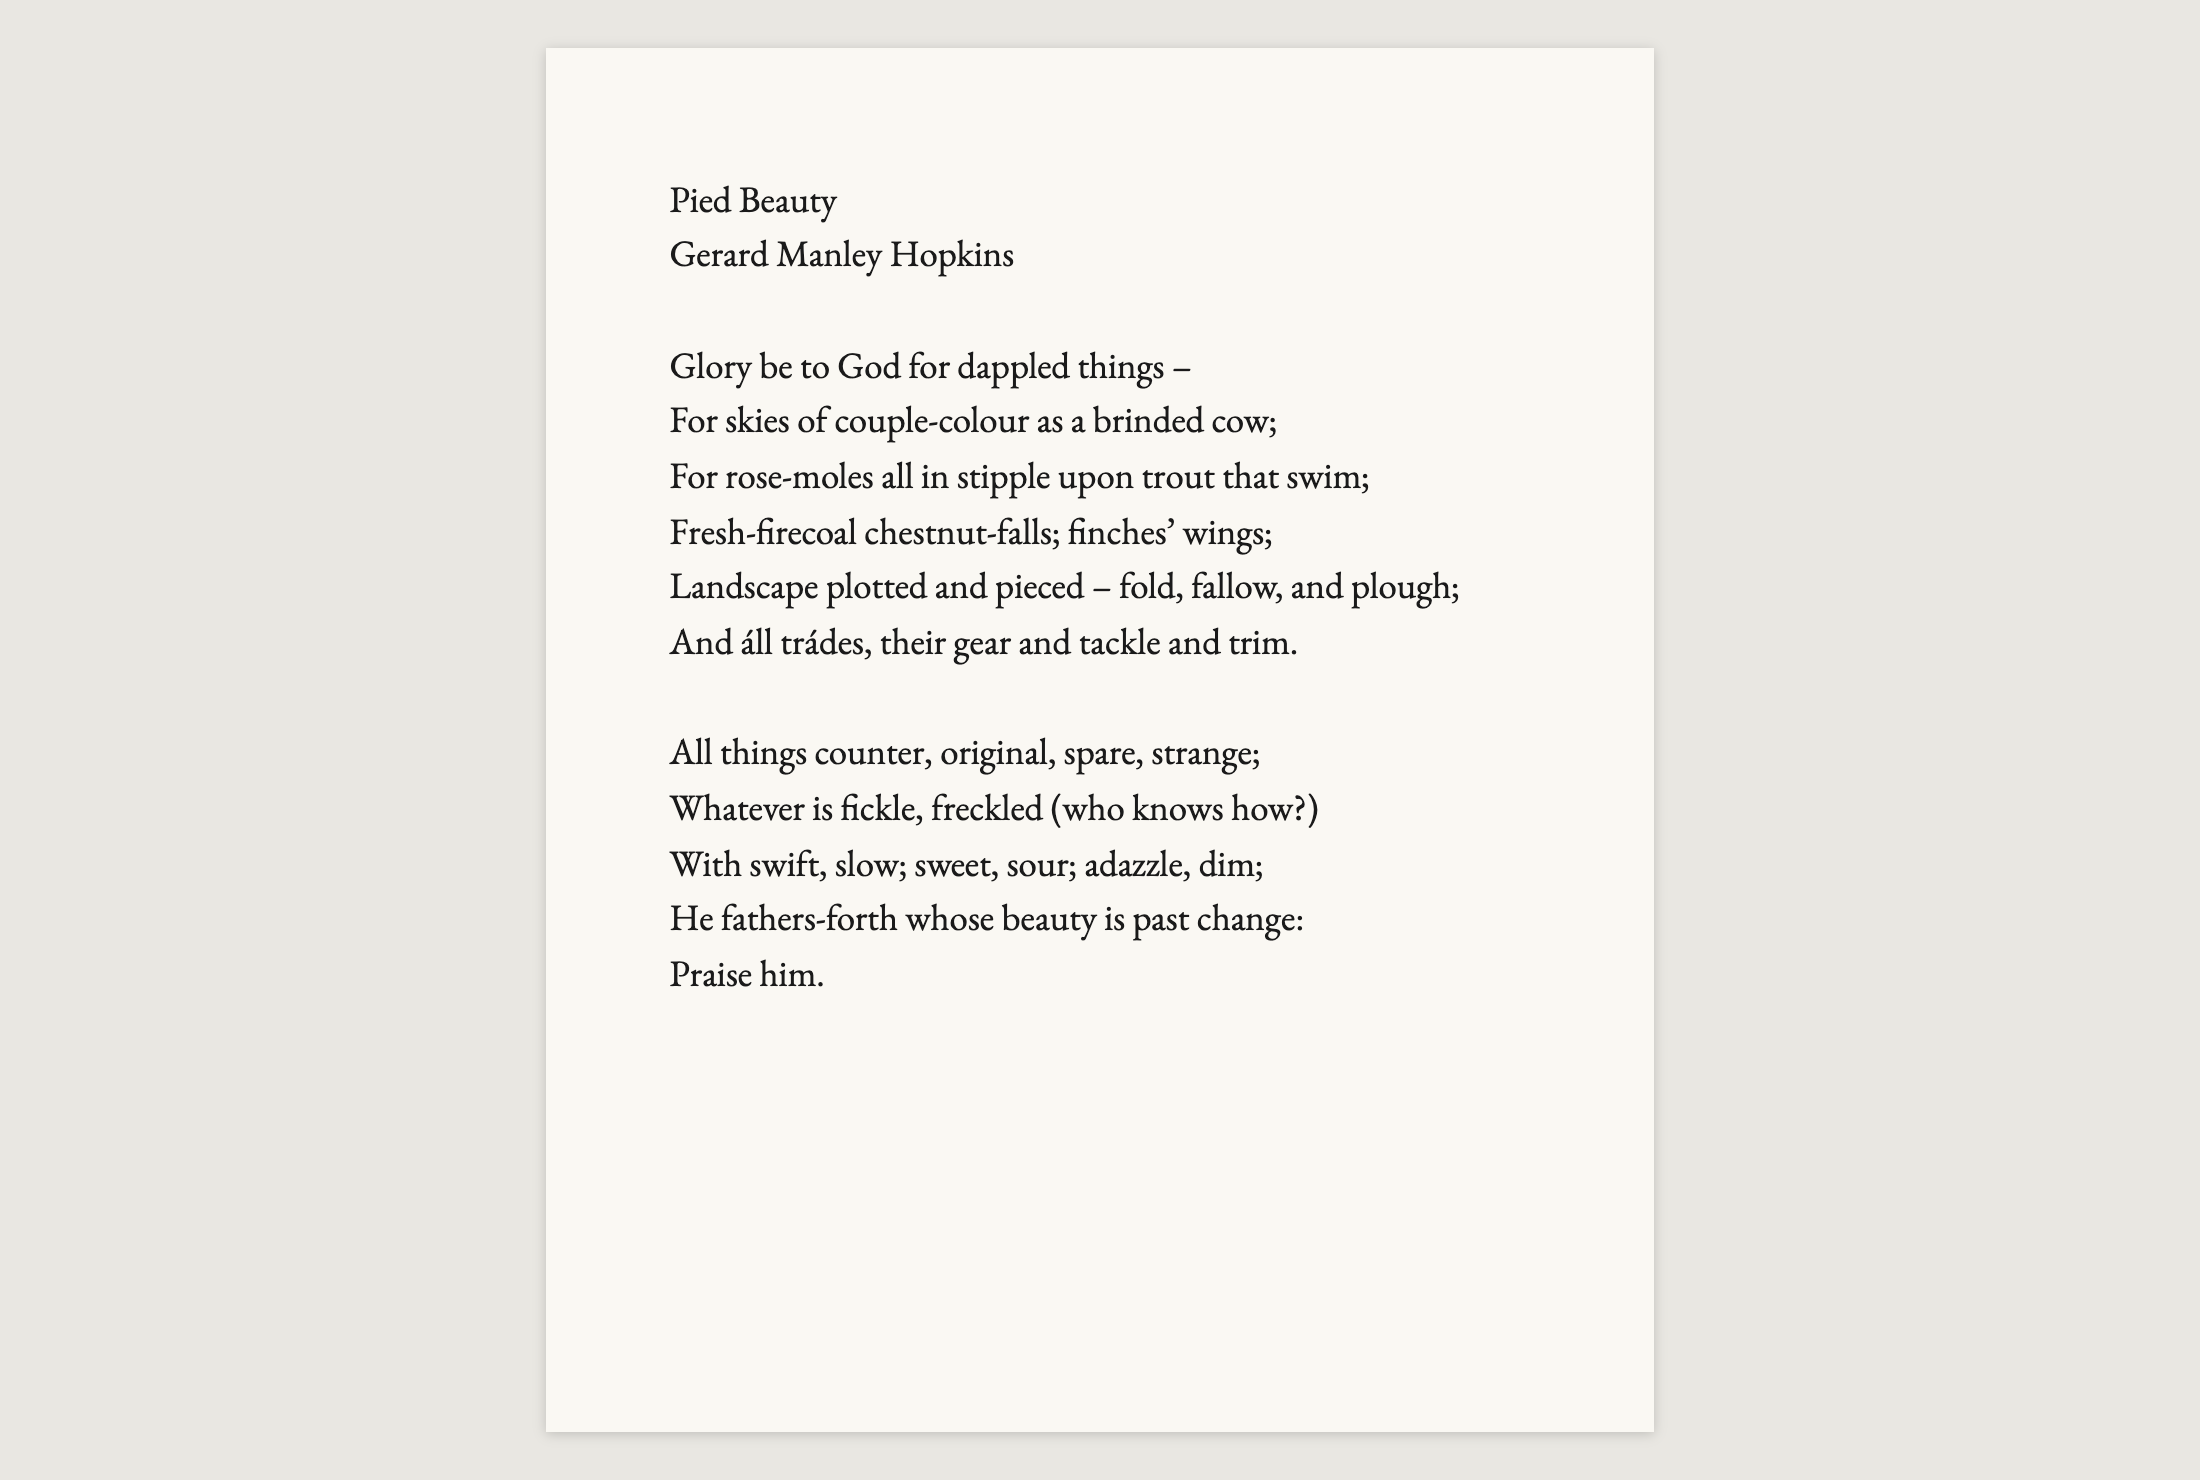 Pied Beauty
Gerard Manley Hopkins

Glory be to God for dappled things –
For skies of couple-colour as a brinded cow;
For rose-moles all in stipple upon trout that swim;
Fresh-firecoal chestnut-falls; finches’ wings;
Landscape plotted and pieced – fold, fallow, and plough;
And áll trádes, their gear and tackle and trim.

All things counter, original, spare, strange;
Whatever is fickle, freckled (who knows how?)
With swift, slow; sweet, sour; adazzle, dim;
He fathers-forth whose beauty is past change:
Praise him.